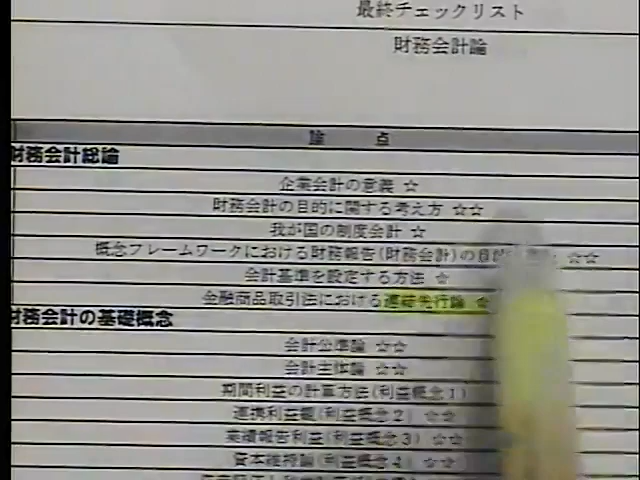 最終チェックリスト
財務会計論
論 点
財務会計総論
企業会計の意義 ☆
財務会計の目的に関する考え方 ☆☆
我が国の制度会計 ☆
概念フレームワークにおける財務報告(財務会計)の ☆☆
会計基準を設定する方法 ☆
金融商品取引法における連結先行論 ☆
財務会計の基礎概念
会計公準論 ☆☆
会計主体論 ☆☆
期間利益の計算方法(利益概念1)
連携利益観(利益概念2) ☆☆
業績報告利益(利益概念3) ☆☆
資本維持論(利益概念4) ☆☆